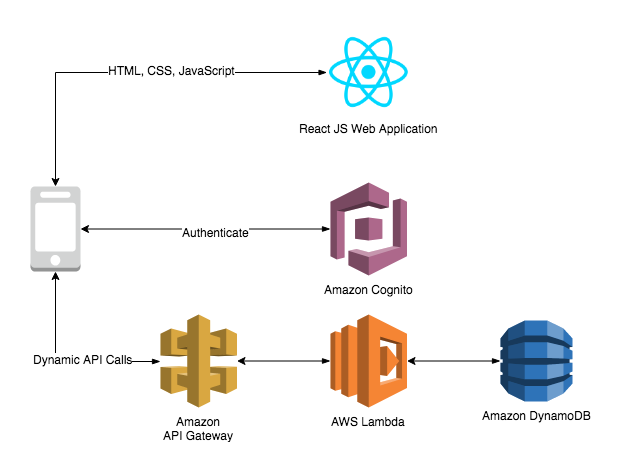 HTML, CSS, JavaScript
React JS Web Application
Authenticate
Amazon Cognito
Dynamic API Calls
Amazon
API Gateway
AWS Lambda
Amazon DynamoDB